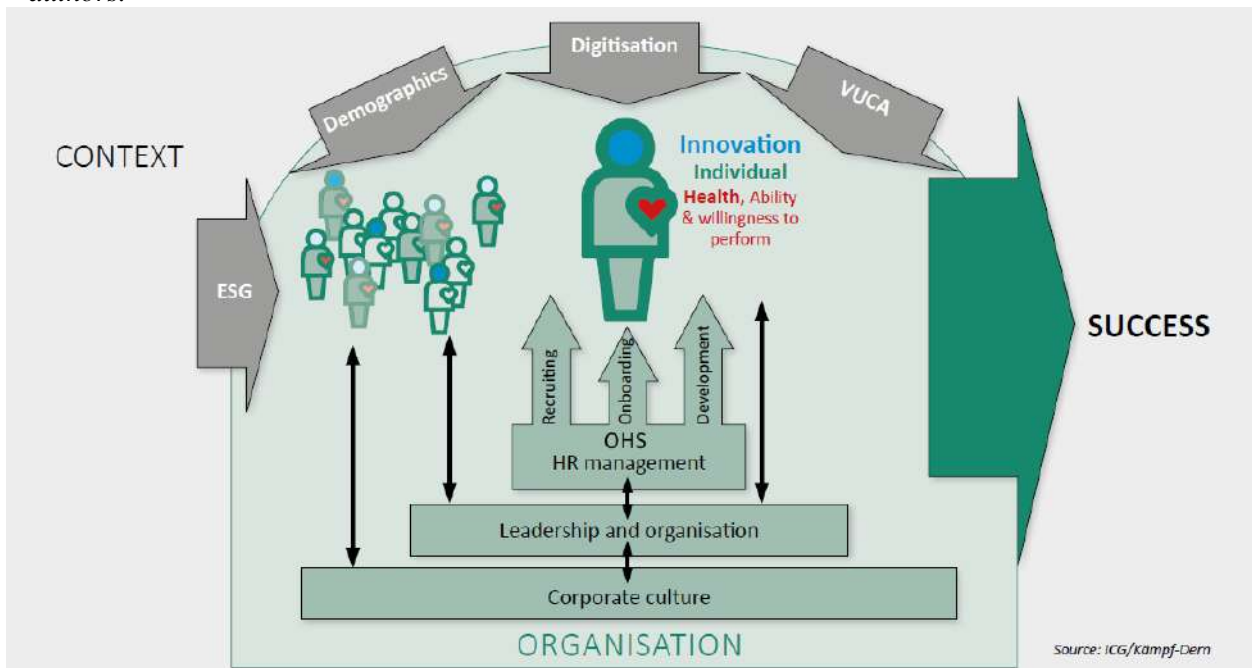 authors.
Digitisation
Demographics
VUCA
CONTEXT
Innovation
Individual
Health, Ability
& willingness to
perform
ESG
SUCCESS
Recruiting
Onboarding
Development
OHS
HR management
Leadership and organisation
Corporate culture
ORGANISATION
Source: ICG/Kämpf-Dern